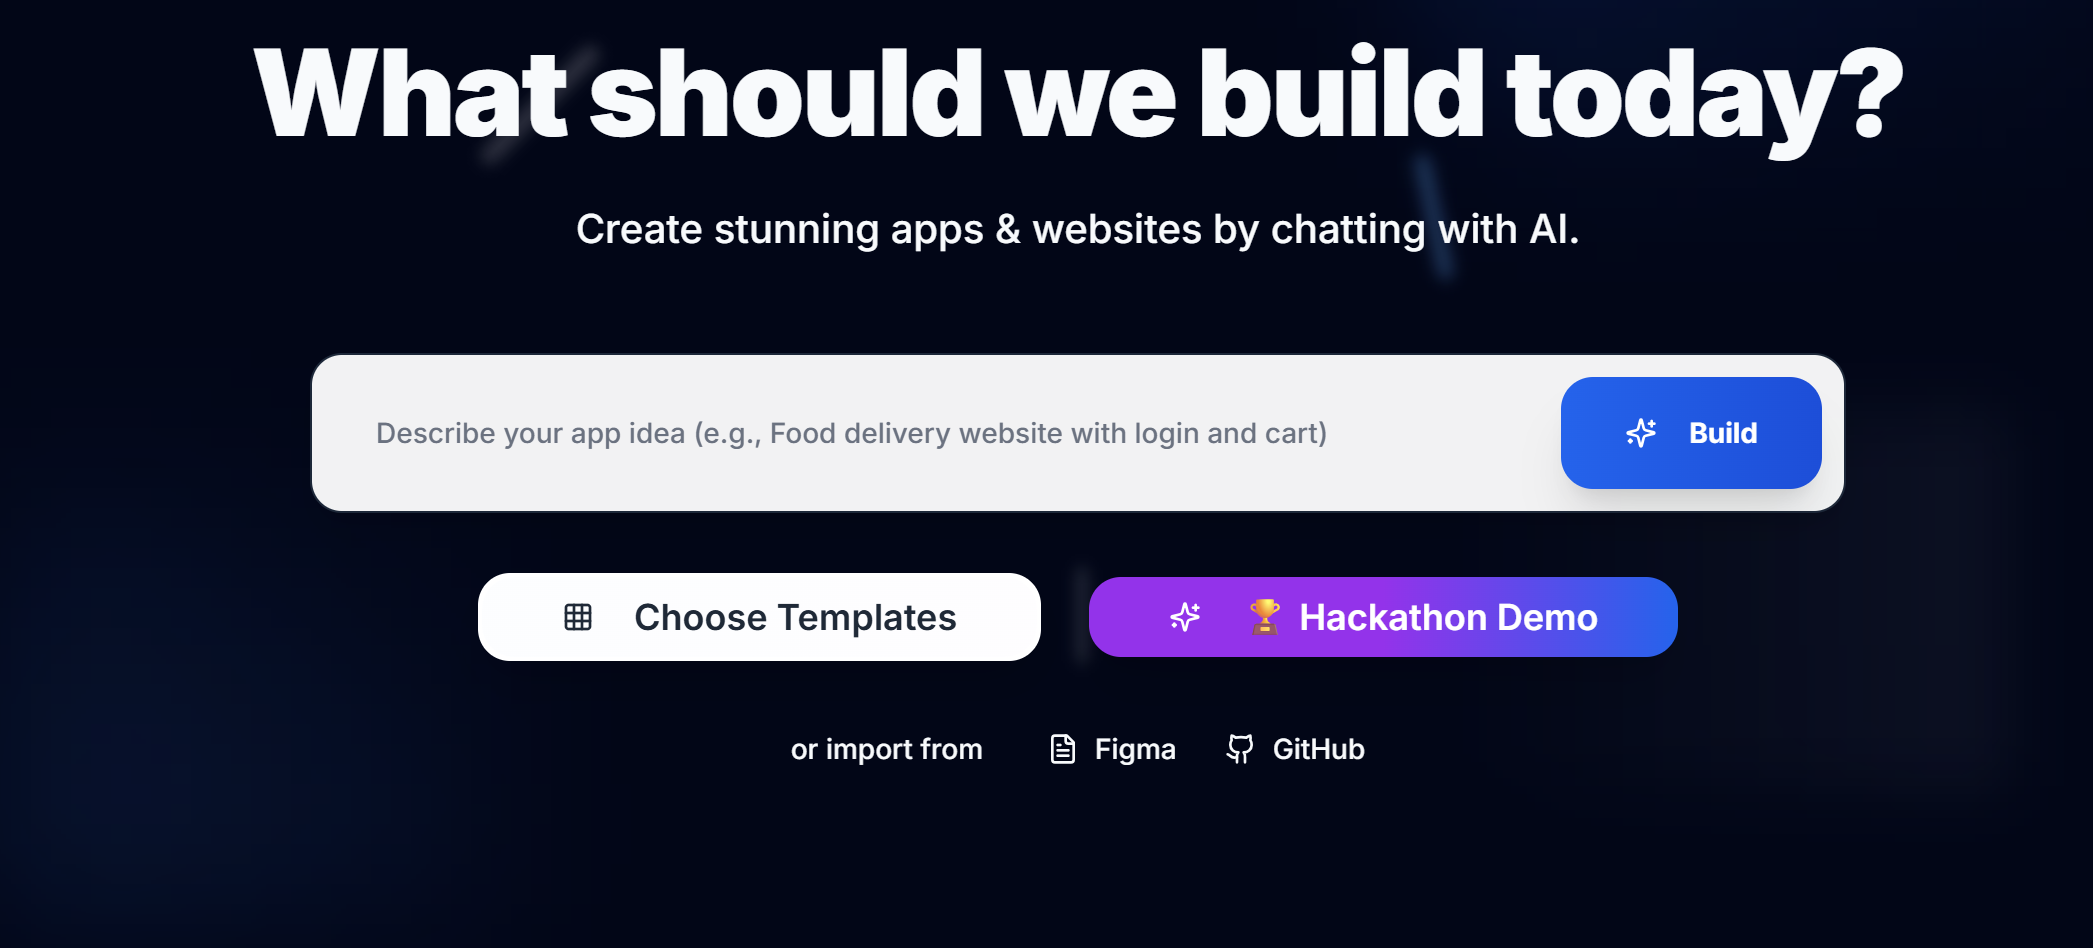 What should we build today?
Create stunning apps & websites by chatting with AI.
Describe your app idea (e.g., Food delivery website with login and cart)
Build
Choose Templates
🏆 Hackathon Demo
or import from Figma GitHub